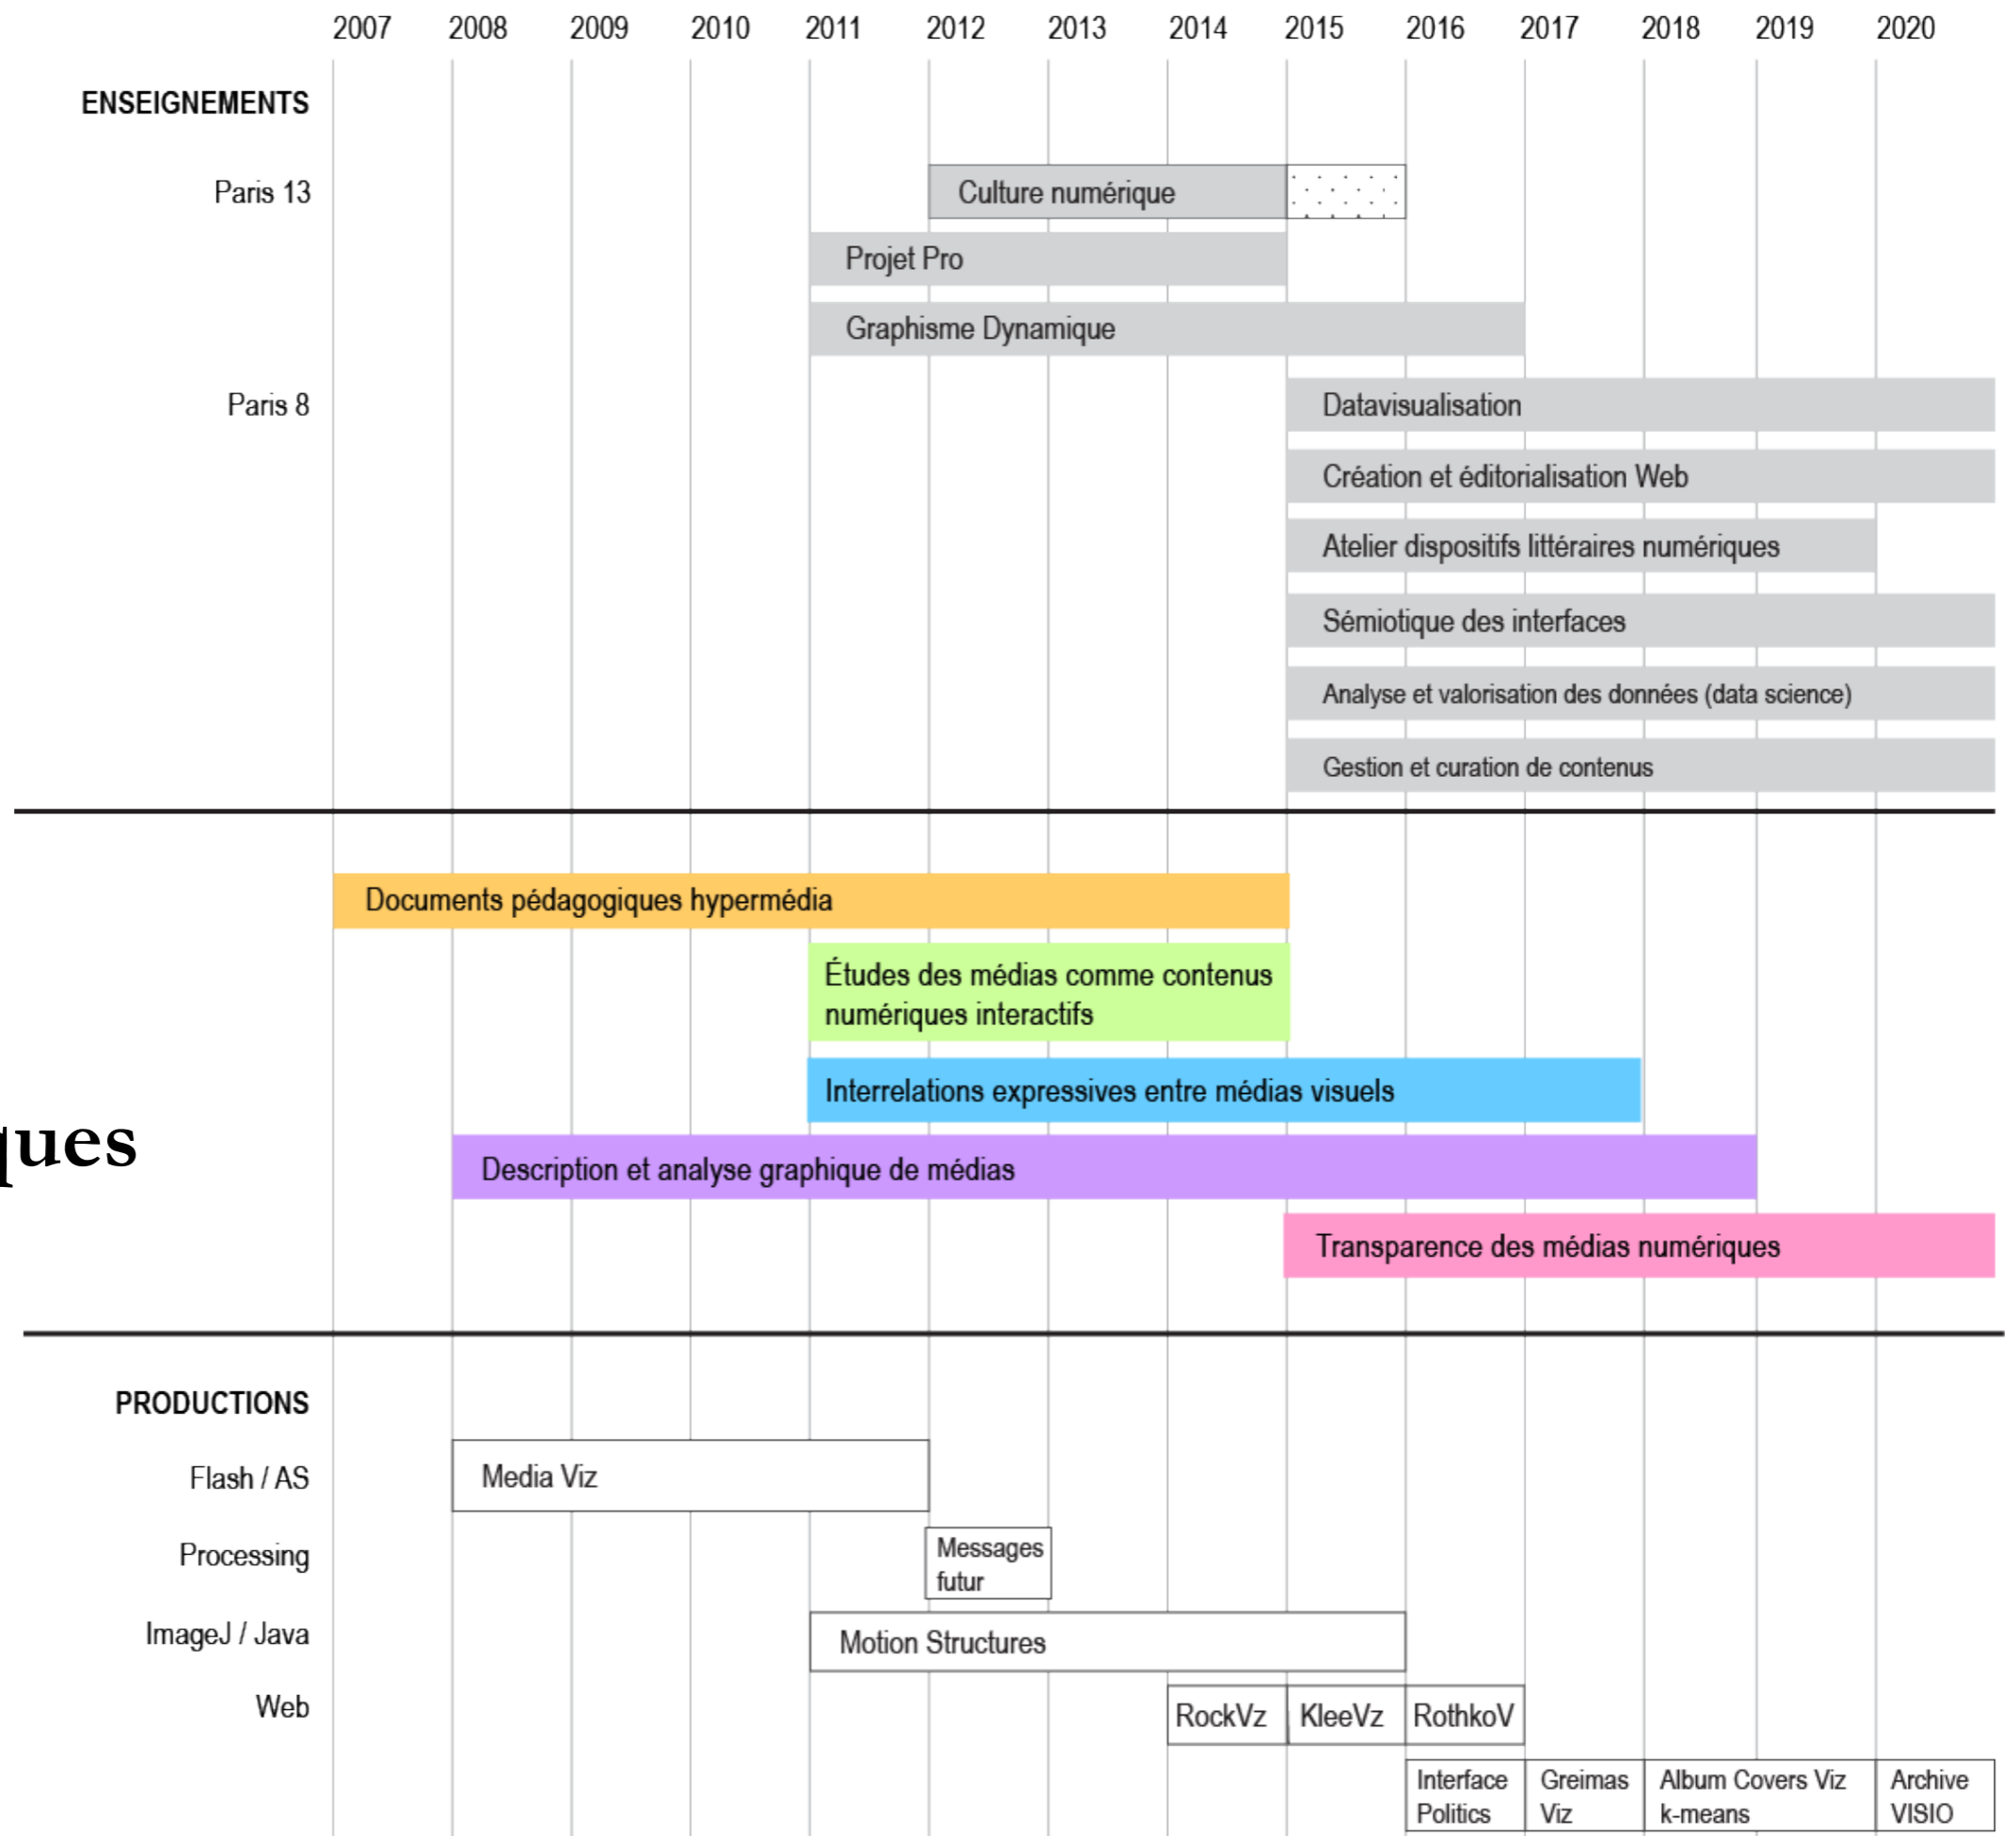 2007 2008 2009 2010 2011 2012 2013 2014 2015 2016 2017 2018 2019 2020
ENSEIGNEMENTS
Paris 13
Culture numérique
Projet Pro
Graphisme Dynamique
Paris 8
Datavisualisation
Création et éditorialisation Web
Atelier dispositifs littéraires numériques
Sémiotique des interfaces
Analyse et valorisation des données (data science)
Gestion et curation de contenus
Documents pédagogiques hypermédia
Études des médias comme contenus
numériques interactifs
Interrelations expressives entre médias visuels
ques
Description et analyse graphique de médias
Transparence des médias numériques
PRODUCTIONS
Flash / AS
Media Viz
Processing
Messages
futur
ImageJ / Java
Motion Structures
Web
RockVz
KleeVz
RothkoV
Interface
Politics
Greimas
Viz
Album Covers Viz
k-means
Archive
VISIO